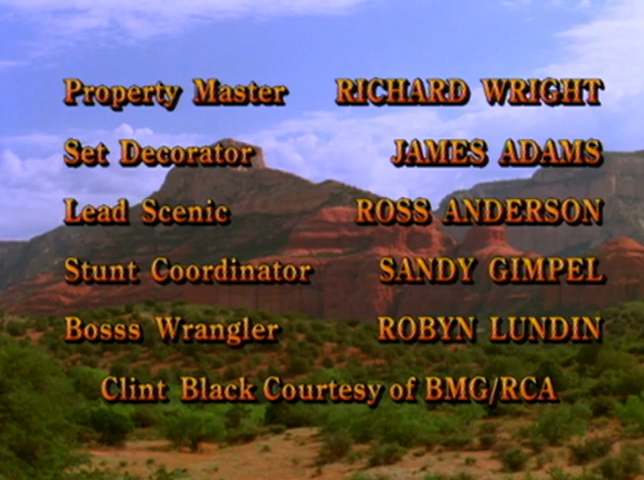 Property Master RICHARD WRIGHT
Set Decorator JAMES ADAMS
Lead Scenic ROSS ANDERSON
Stunt Coordinator SANDY GIMPEL
Bosss Wrangler ROBYN LUNDIN
Clint Black Courtesy of BMG/RCA